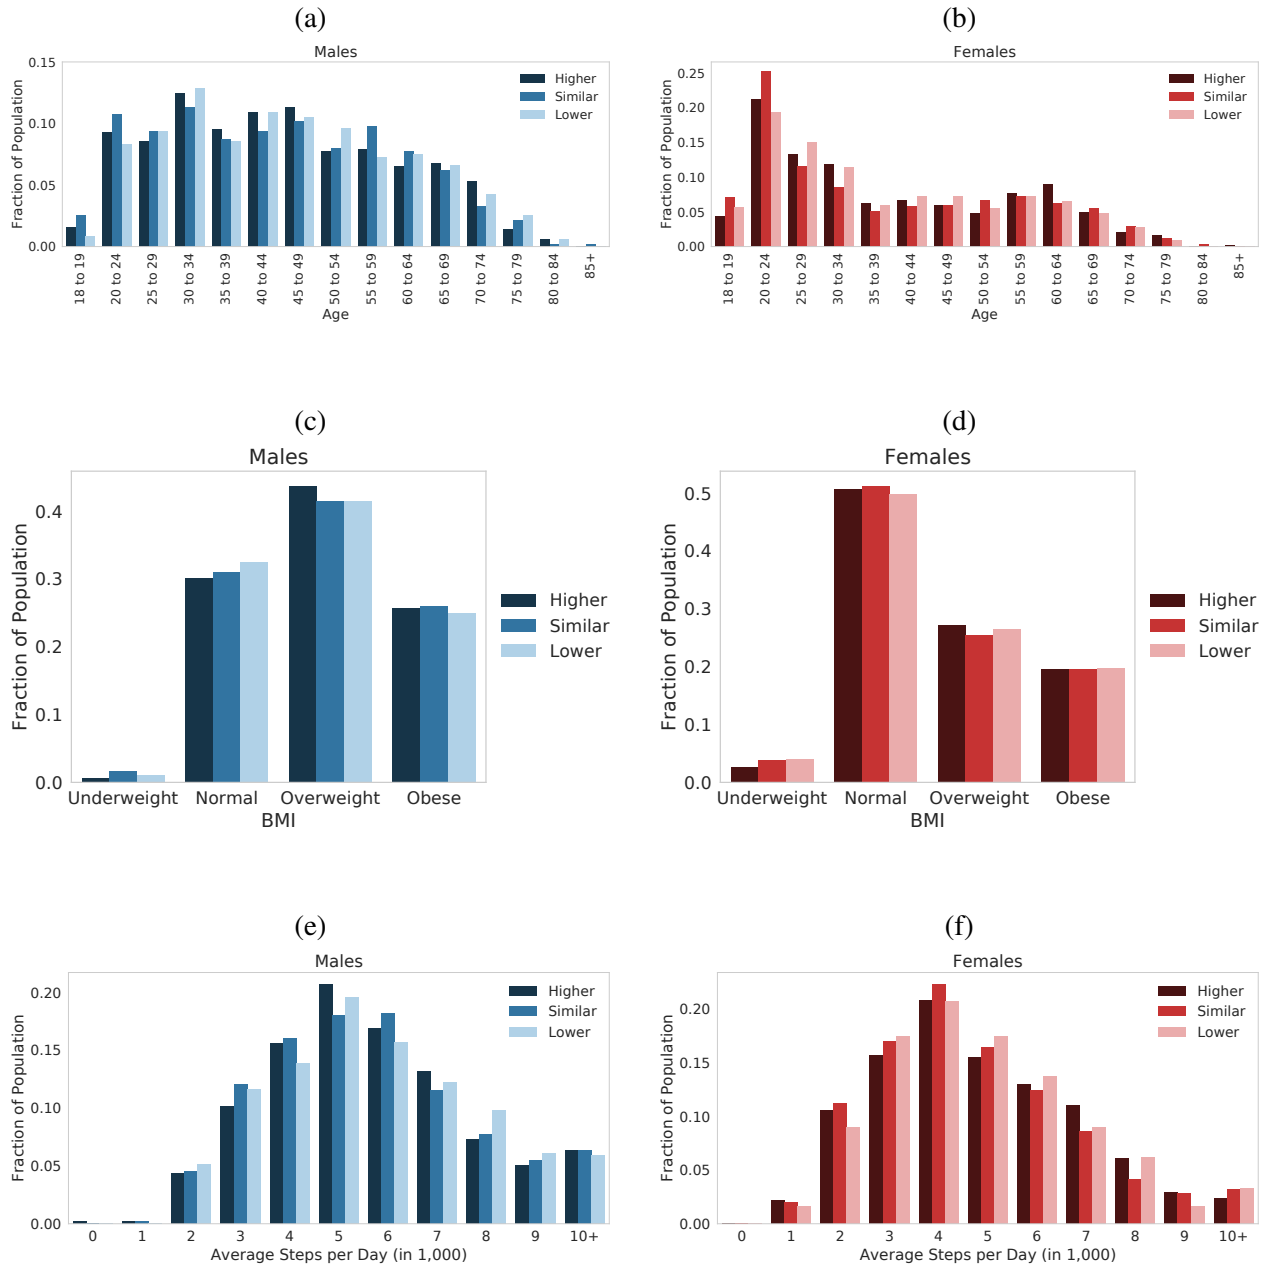 (a)
Males
Fraction of Population
0.15
0.10
0.05
0.00
Higher
Similar
Lower
18 to 19
20 to 24
25 to 29
30 to 34
35 to 39
40 to 44
45 to 49
50 to 54
55 to 59
60 to 64
65 to 69
70 to 74
75 to 79
80 to 84
85+
Age
(b)
Females
Fraction of Population
0.25
0.20
0.15
0.10
0.05
0.00
Higher
Similar
Lower
18 to 19
20 to 24
25 to 29
30 to 34
35 to 39
40 to 44
45 to 49
50 to 54
55 to 59
60 to 64
65 to 69
70 to 74
75 to 79
80 to 84
85+
Age
(c)
Males
Fraction of Population
0.4
0.3
0.2
0.1
0.0
Higher
Similar
Lower
Underweight Normal Overweight Obese
BMI
(d)
Females
Fraction of Population
0.5
0.4
0.3
0.2
0.1
0.0
Higher
Similar
Lower
Underweight Normal Overweight Obese
BMI
(e)
Males
Fraction of Population
0.20
0.15
0.10
0.05
0.00
Higher
Similar
Lower
0 1 2 3 4 5 6 7 8 9 10+
Average Steps per Day (in 1,000)
(f)
Females
Fraction of Population
0.20
0.15
0.10
0.05
0.00
Higher
Similar
Lower
0 1 2 3 4 5 6 7 8 9 10+
Average Steps per Day (in 1,000)